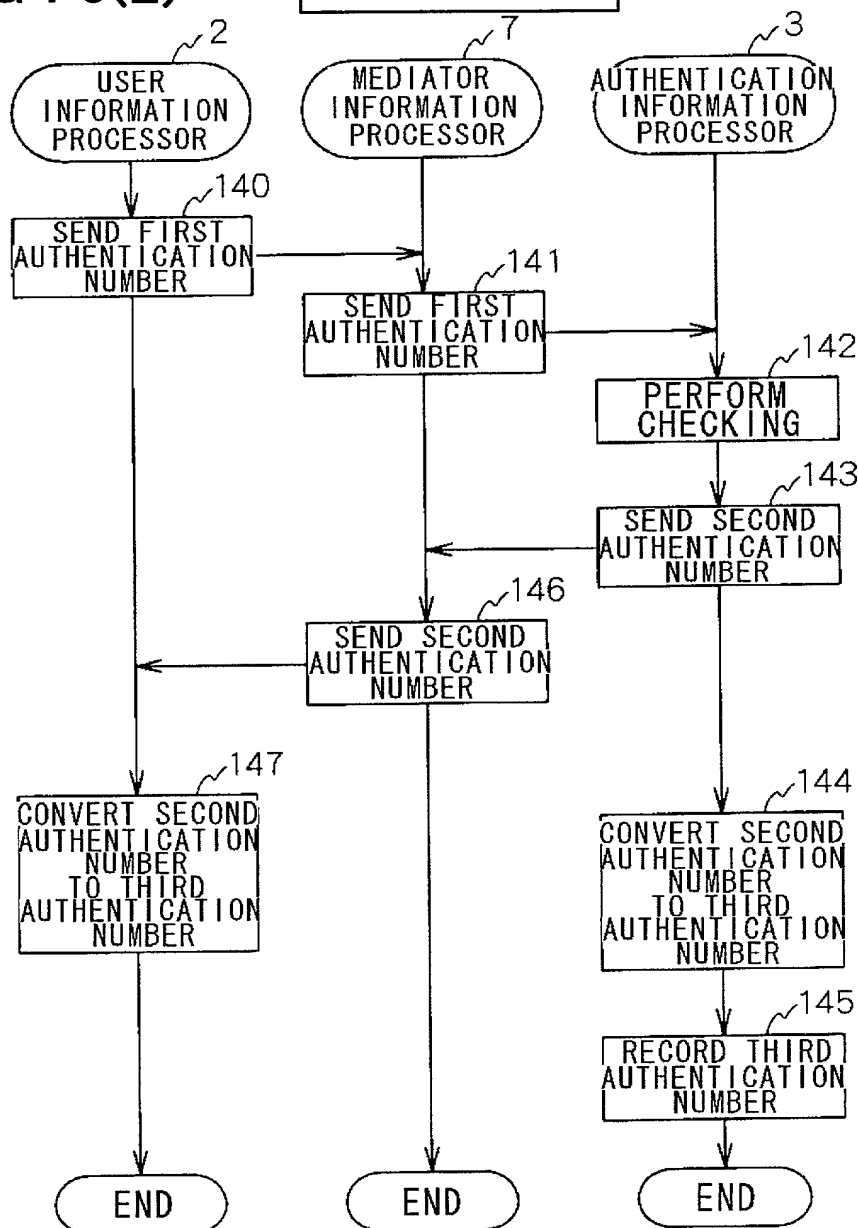 2
USER
INFORMATION
PROCESSOR
7
MEDIATOR
INFORMATION
PROCESSOR
3
AUTHENTICATION
INFORMATION
PROCESSOR
140
SEND FIRST
AUTHENTICATION
NUMBER
141
SEND FIRST
AUTHENTICATION
NUMBER
142
PERFORM
CHECKING
143
SEND SECOND
AUTHENTICATION
NUMBER
146
SEND SECOND
AUTHENTICATION
NUMBER
147
CONVERT SECOND
AUTHENTICATION
NUMBER
TO THIRD
AUTHENTICATION
NUMBER
144
CONVERT SECOND
AUTHENTICATION
NUMBER
TO THIRD
AUTHENTICATION
NUMBER
145
RECORD THIRD
AUTHENTICATION
NUMBER
END
END
END